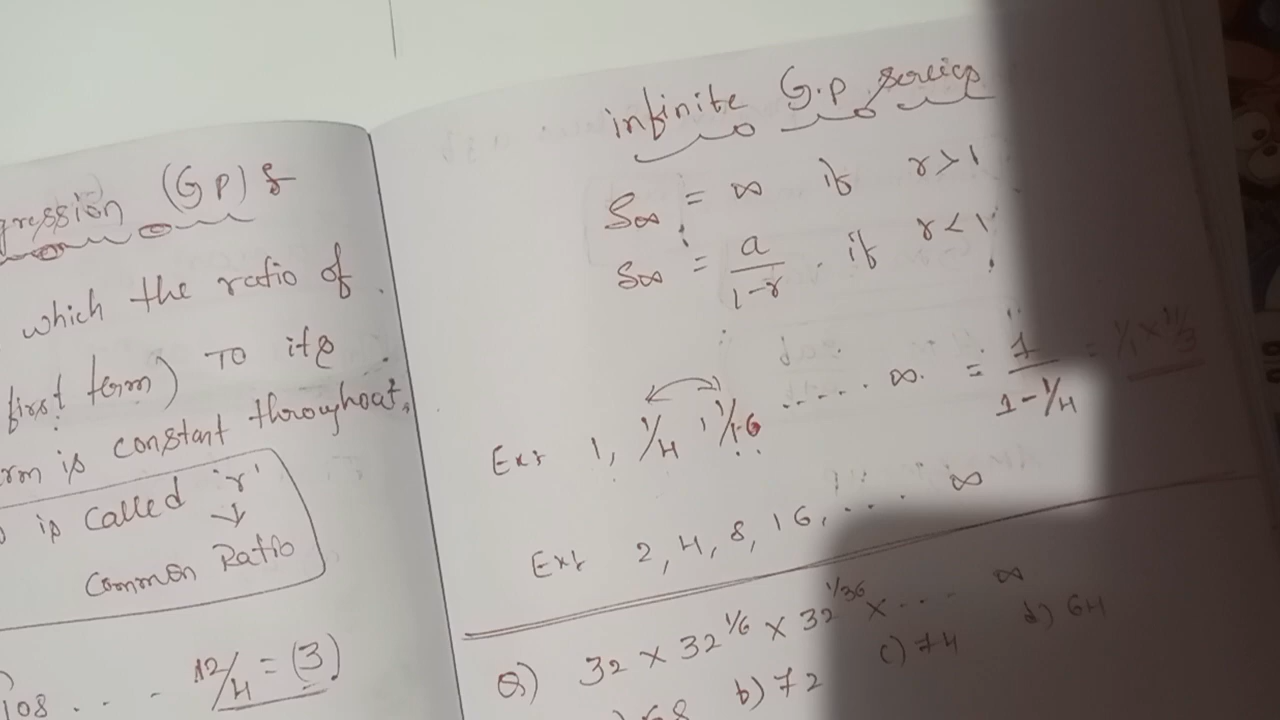 gression (GP) &
which the ratio of
first term) TO its
rm is constant throughout,
is called 'r'
↓
Common Ratio
108 . . . 12/4 = (3)
infinite G.P series
S∞ = ∞ if r > 1
S∞ = a/1-r . if r < 1
Ex: 1, 1/4, 1/16 ..... ∞. = 1/1-1/4 =
Ex: 2, 4, 8, 16, ... ∞
Q) 32 × 32^1/6 × 32^1/36 × .... ∞
)68 b) 72 c) 74 d) 64